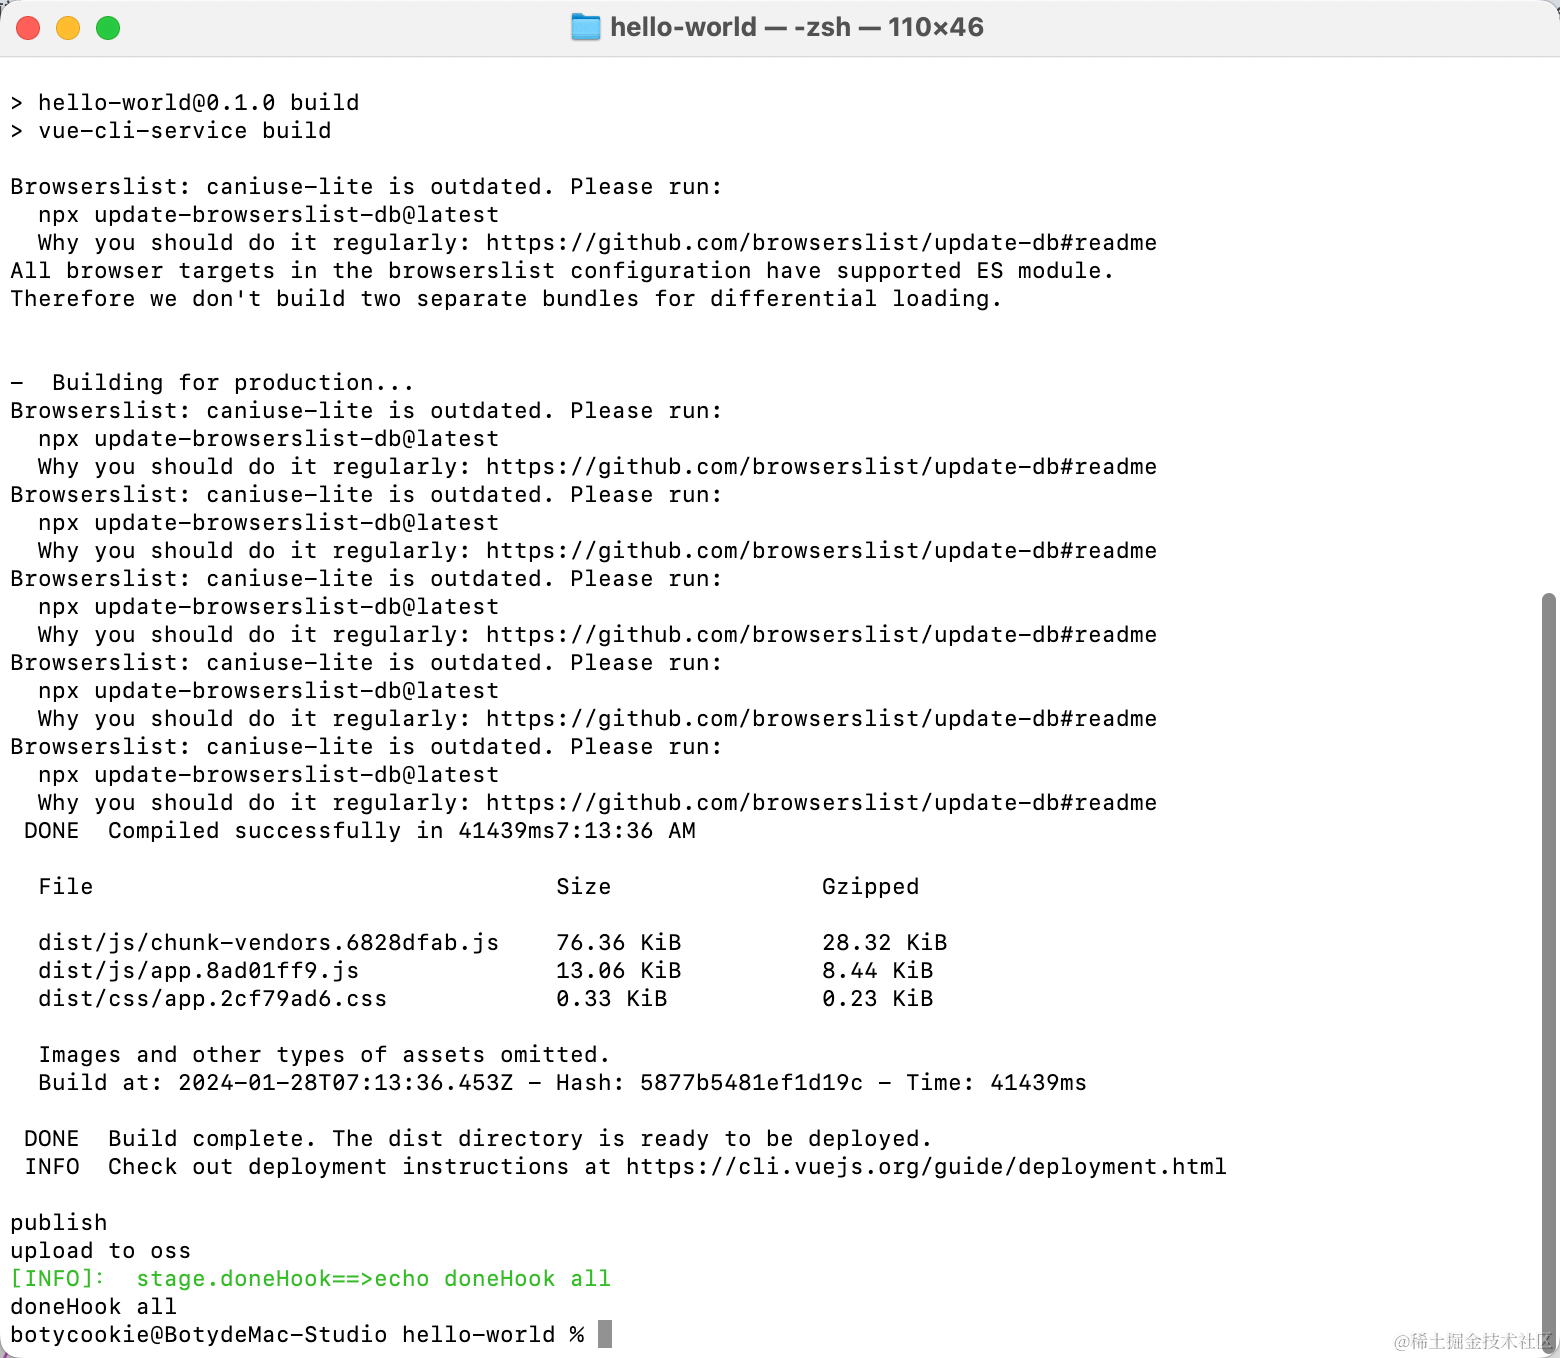 hello-world — -zsh — 110×46
> hello-world@0.1.0 build
> vue-cli-service build
Browserslist: caniuse-lite is outdated. Please run:
  npx update-browserslist-db@latest
  Why you should do it regularly: https://github.com/browserslist/update-db#readme
All browser targets in the browserslist configuration have supported ES module.
Therefore we don't build two separate bundles for differential loading.
-  Building for production...
Browserslist: caniuse-lite is outdated. Please run:
  npx update-browserslist-db@latest
  Why you should do it regularly: https://github.com/browserslist/update-db#readme
Browserslist: caniuse-lite is outdated. Please run:
  npx update-browserslist-db@latest
  Why you should do it regularly: https://github.com/browserslist/update-db#readme
Browserslist: caniuse-lite is outdated. Please run:
  npx update-browserslist-db@latest
  Why you should do it regularly: https://github.com/browserslist/update-db#readme
Browserslist: caniuse-lite is outdated. Please run:
  npx update-browserslist-db@latest
  Why you should do it regularly: https://github.com/browserslist/update-db#readme
Browserslist: caniuse-lite is outdated. Please run:
  npx update-browserslist-db@latest
  Why you should do it regularly: https://github.com/browserslist/update-db#readme
 DONE  Compiled successfully in 41439ms7:13:36 AM
  File                                 Size               Gzipped
  dist/js/chunk-vendors.6828dfab.js    76.36 KiB          28.32 KiB
  dist/js/app.8ad01ff9.js              13.06 KiB          8.44 KiB
  dist/css/app.2cf79ad6.css            0.33 KiB           0.23 KiB
  Images and other types of assets omitted.
  Build at: 2024-01-28T07:13:36.453Z - Hash: 5877b5481ef1d19c - Time: 41439ms
 DONE  Build complete. The dist directory is ready to be deployed.
 INFO  Check out deployment instructions at https://cli.vuejs.org/guide/deployment.html
publish
upload to oss
[INFO]:  stage.doneHook==>echo doneHook all
doneHook all
botycookie@BotydeMac-Studio hello-world %
@稀土掘金技术社区